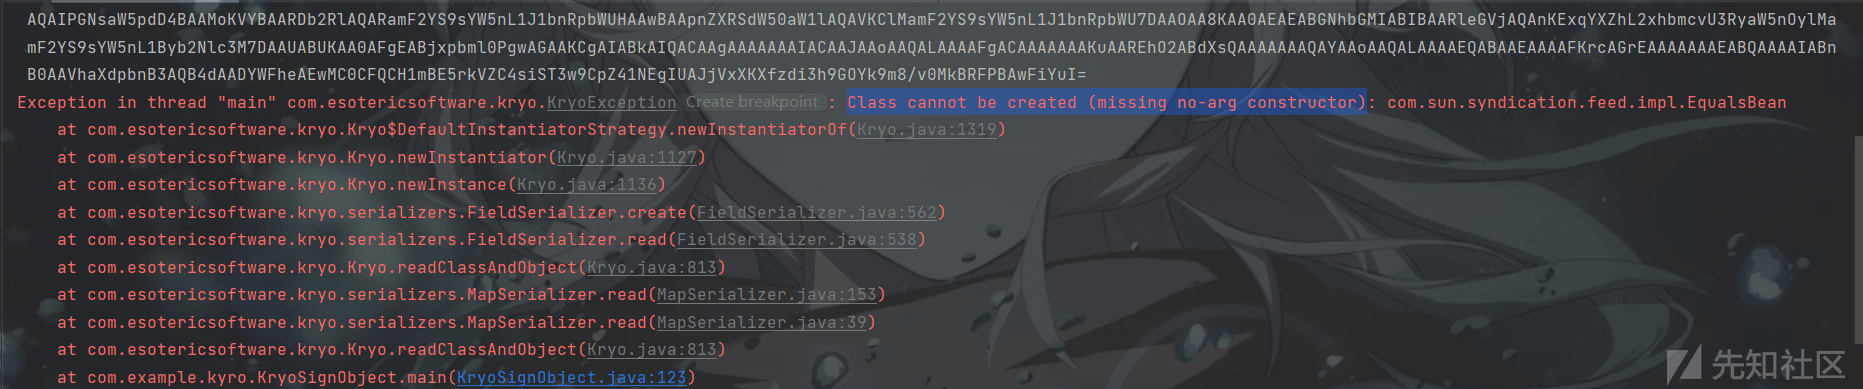 AQAIPGNsaW5pdD4BAAMoKVYBAARDb2RlAQARamF2YS9sYW5nL1J1bnRpbWUHAAwBAApnZXRSdW50aW1lAQAVKClMamF2YS9sYW5nL1J1bnRpbWU7DAAOAA8KAA0AEAEABGNhbGMIABIBAARleGVjAQAnKExqYXZhL2xhbmcvU3RyaW5nOylMa
mF2YS9sYW5nL1Byb2Nlc3M7DAAUABUKAA0AFgEABjxpbml0PgwAGAAKCgAIABkAIQACAAgAAAAAAAIACAAJAAoAAQALAAAAFgACAAAAAAAKuAAREhO2ABdXsQAAAAAAAQAYAAoAAQALAAAAEQABAAEAAAAFKrcAGrEAAAAAAAEABQAAAAIABn
B0AAVhaXdpbnB3AQB4dAADYWFheAEwMC0CFQCH1mBE5rkVZC4siST3w9CpZ41NEgIUAJjVxXKXfzdi3h9GOYk9m8/v0MkBRFPBAwFiYuI=
Exception in thread "main" com.esotericsoftware.kryo.KryoException Create breakpoint : Class cannot be created (missing no-arg constructor): com.sun.syndication.feed.impl.EqualsBean
at com.esotericsoftware.kryo.Kryo$DefaultInstantiatorStrategy.newInstantiatorOf(Kryo.java:1319)
at com.esotericsoftware.kryo.Kryo.newInstantiator(Kryo.java:1127)
at com.esotericsoftware.kryo.Kryo.newInstance(Kryo.java:1136)
at com.esotericsoftware.kryo.serializers.FieldSerializer.create(FieldSerializer.java:562)
at com.esotericsoftware.kryo.serializers.FieldSerializer.read(FieldSerializer.java:538)
at com.esotericsoftware.kryo.Kryo.readClassAndObject(Kryo.java:813)
at com.esotericsoftware.kryo.serializers.MapSerializer.read(MapSerializer.java:153)
at com.esotericsoftware.kryo.serializers.MapSerializer.read(MapSerializer.java:39)
at com.esotericsoftware.kryo.Kryo.readClassAndObject(Kryo.java:813)
at com.example.kyro.KryoSignObject.main(KryoSignObject.java:123)
先知社区